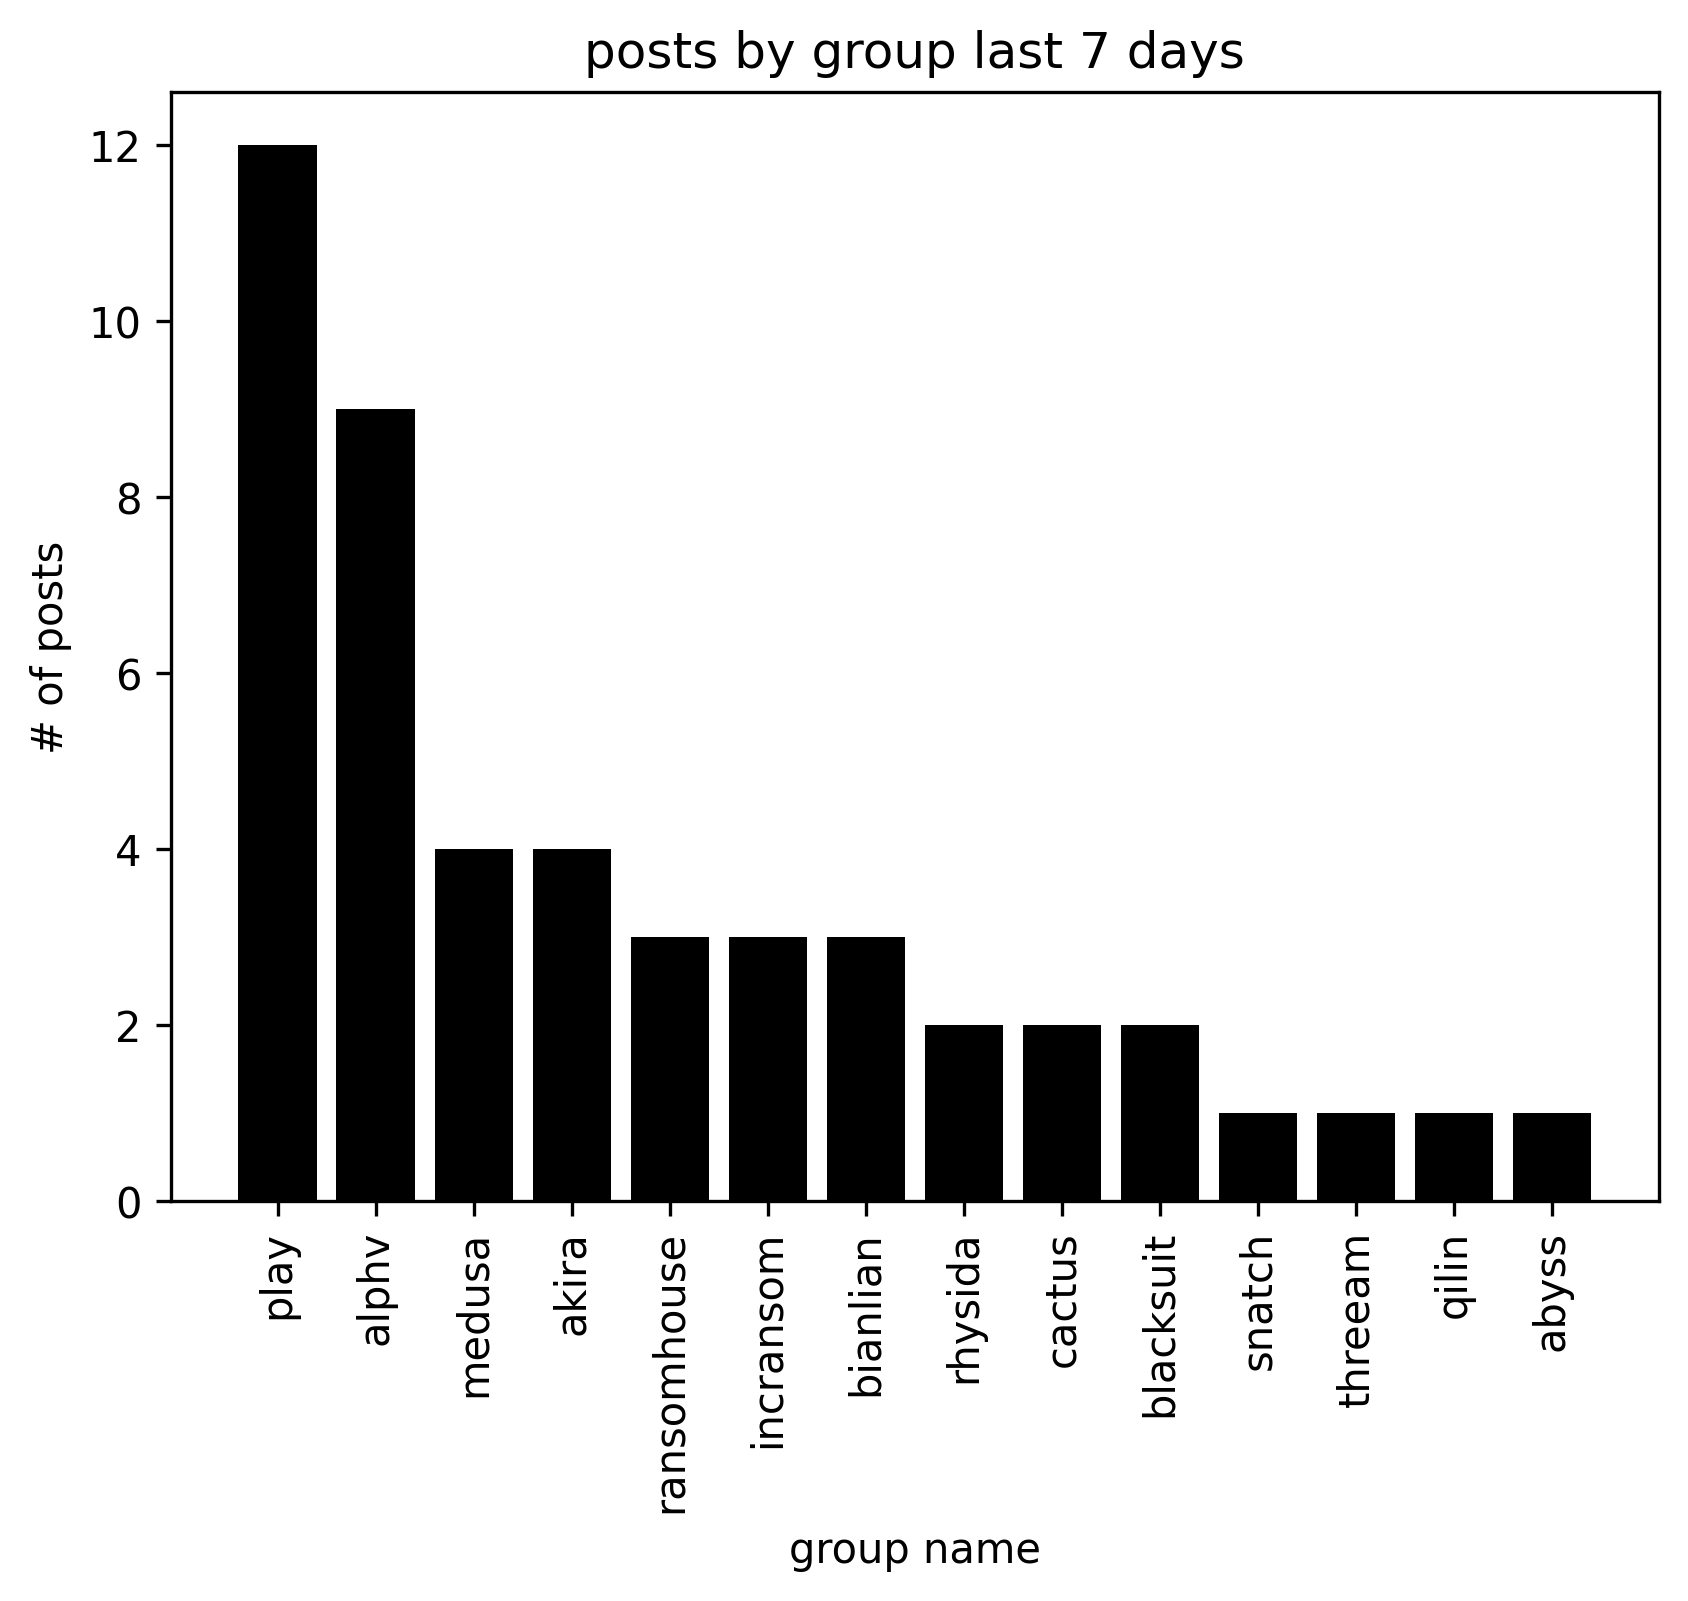 posts by group last 7 days
# of posts
12
10
8
6
4
2
0
play
alphv
medusa
akira
ransomhouse
incransom
bianlian
rhysida
cactus
blacksuit
snatch
threeam
qilin
abyss
group name